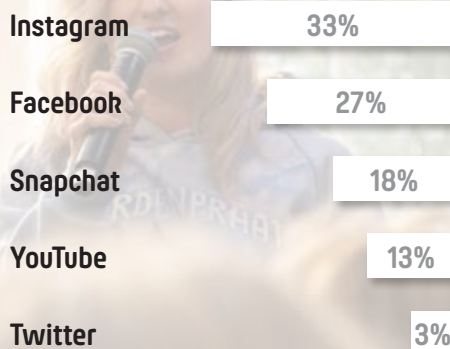 Instagram 33%
Facebook 27%
Snapchat 18%
YouTube 13%
Twitter 3%